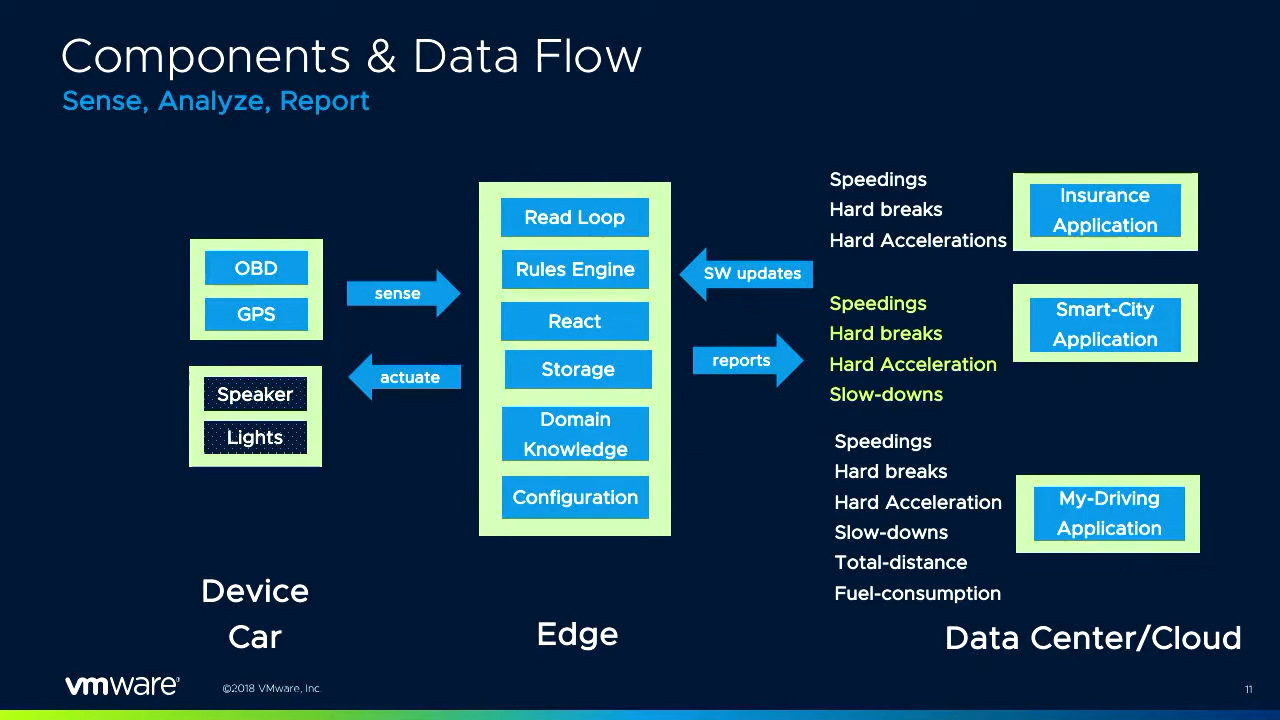 Components & Data Flow
Sense, Analyze, Report
OBD
GPS
Speaker
Lights
sense
actuate
Read Loop
Rules Engine
React
Storage
Domain
Knowledge
Configuration
SW updates
reports
Speedings
Hard breaks
Hard Accelerations
Insurance
Application
Speedings
Hard breaks
Hard Acceleration
Slow-downs
Smart-City
Application
Speedings
Hard breaks
Hard Acceleration
Slow-downs
Total-distance
Fuel-consumption
My-Driving
Application
Device
Car
Edge
Data Center/Cloud
vmware®
©2018 VMware, Inc.
11